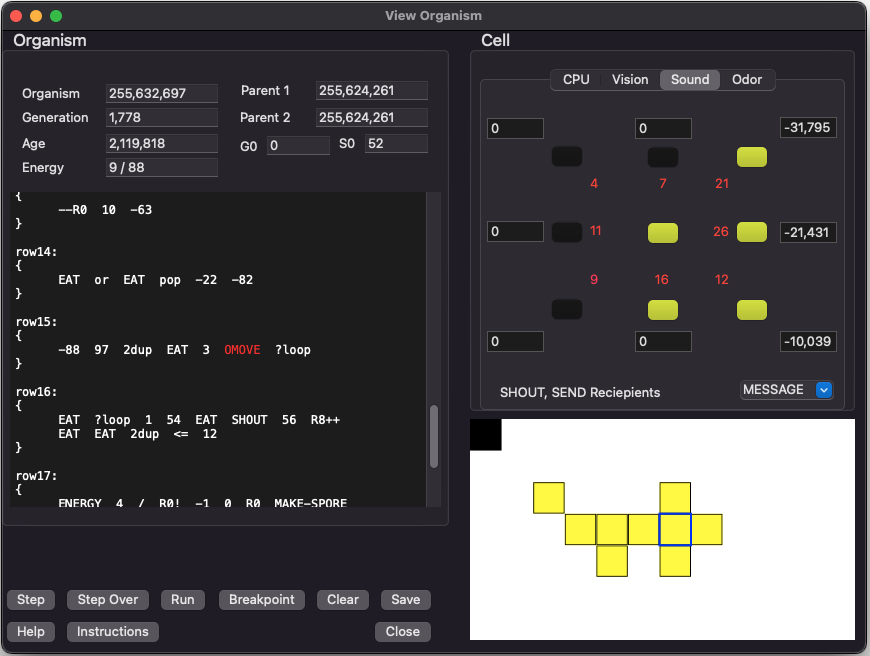 View Organism
Organism
Organism 255,632,697
Parent 1 255,624,261
Generation 1,778
Parent 2 255,624,261
Age 2,119,818
G0 0 S0 52
Energy 9 / 88
{
--R0 10 -63
}
row14:
{
EAT or EAT pop -22 -82
}
row15:
{
-88 97 2dup EAT 3 OMOVE ?loop
}
row16:
{
EAT ?loop 1 54 EAT SHOUT 56 R8++
EAT EAT 2dup <= 12
}
row17:
{
ENERGY 4 / R0! -1 0 R0 MAKE-SPORE
Step Step Over Run Breakpoint Clear Save
Help Instructions Close
Cell
CPU Vision Sound Odor
0 0 -31,795
4 7 21
0 11 26 -21,431
9 16 12
0 0 -10,039
SHOUT, SEND Reciepients MESSAGE